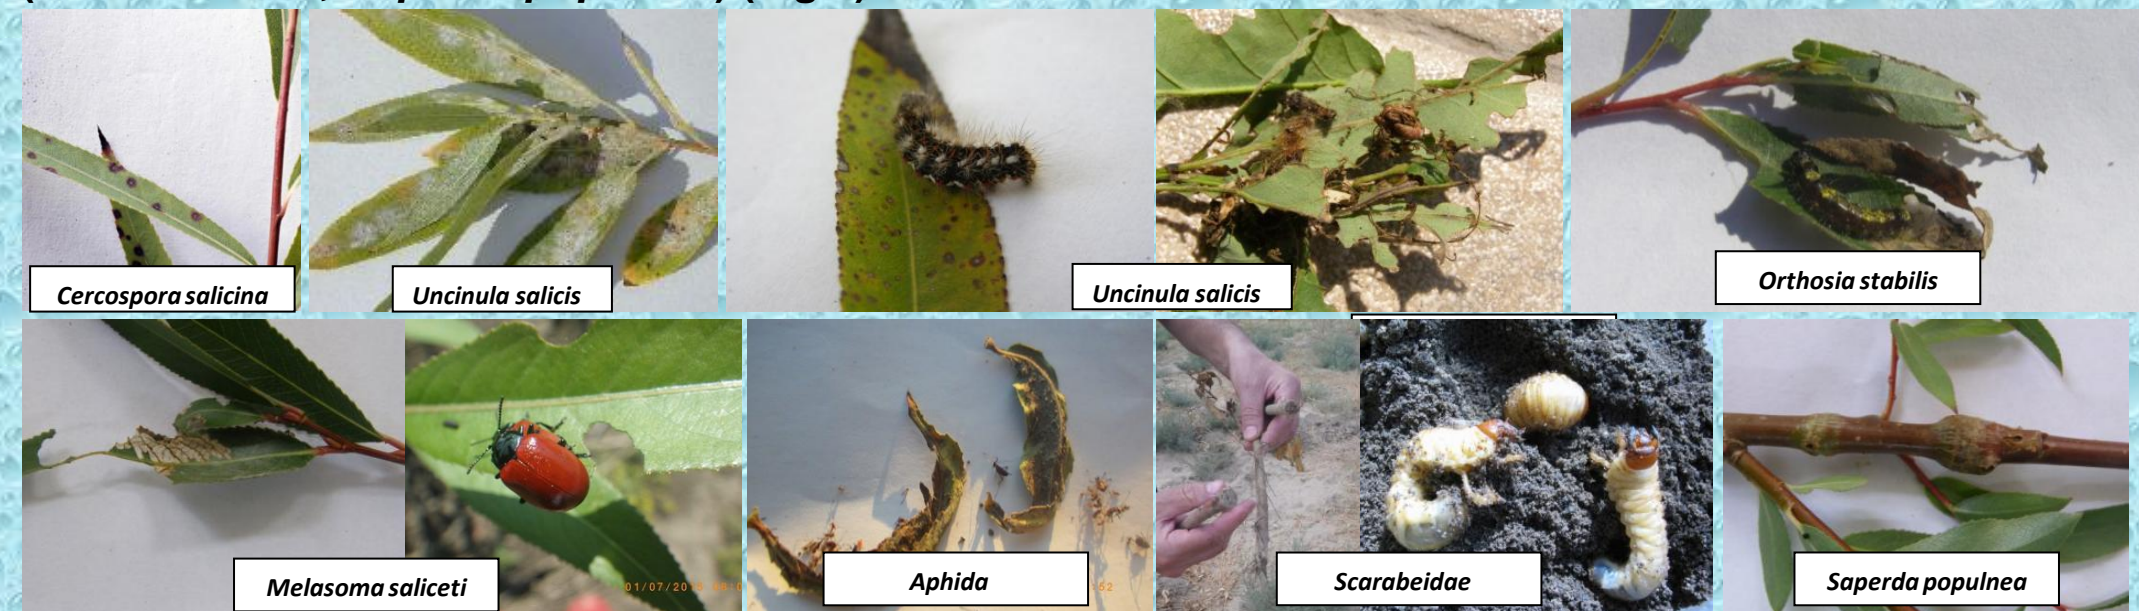 Cercospora salicina
Uncinula salicis
Uncinula salicis
Orthosia stabilis
Melasoma saliceti
Aphida
Scarabeidae
Saperda populnea